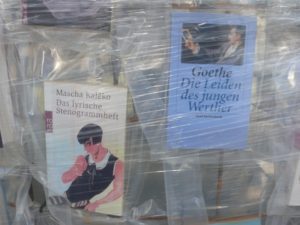 Mascha Kaléko
Das lyrische
Stenogrammheft
Goethe
Die Leiden
des jungen
Werther